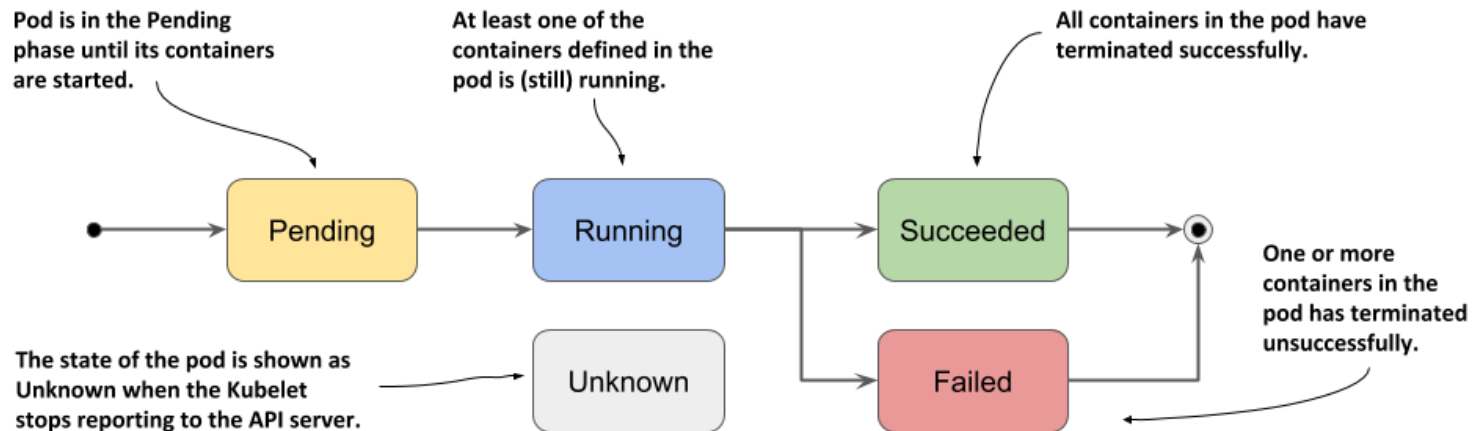 Pod is in the Pending
phase until its containers
are started.
At least one of the
containers defined in the
pod is (still) running.
All containers in the pod have
terminated successfully.
Pending
Running
Succeeded
One or more
containers in the
pod has terminated
unsuccessfully.
The state of the pod is shown as
Unknown when the Kubelet
stops reporting to the API server.
Unknown
Failed